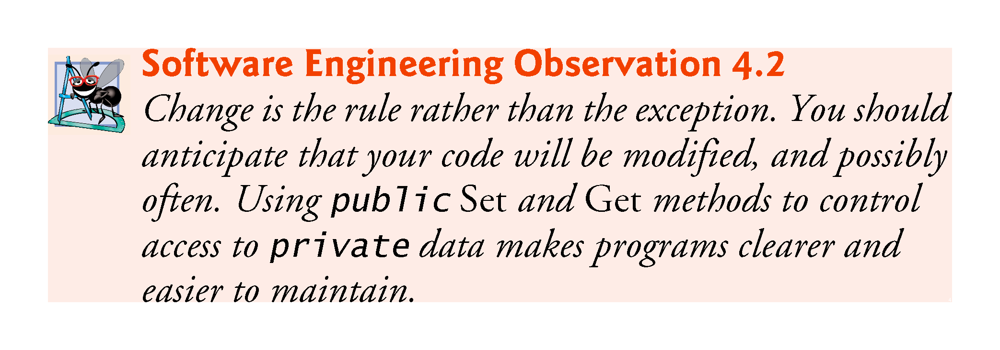 Software Engineering Observation 4.2
Change is the rule rather than the exception. You should
anticipate that your code will be modified, and possibly
often. Using public Set and Get methods to control
access to private data makes programs clearer and
easier to maintain.